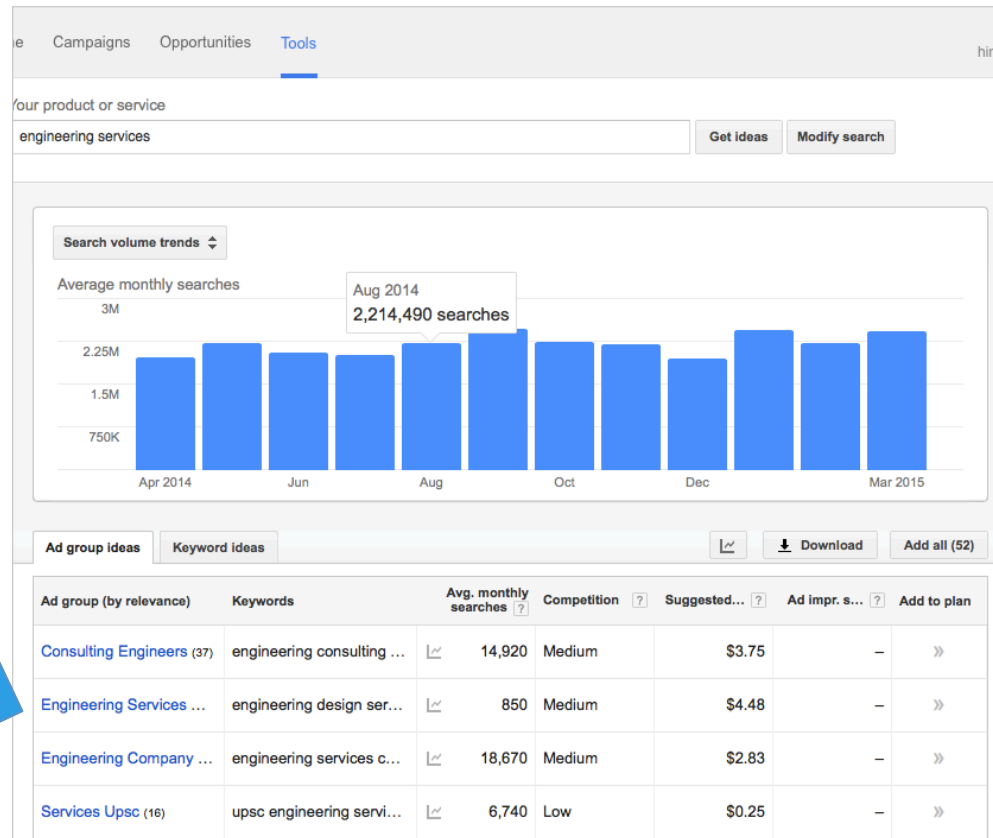 e Campaigns Opportunities Tools
hir
Your product or service
engineering services Get ideas Modify search
Search volume trends
Average monthly searches
Aug 2014
2,214,490 searches
3M
2.25M
1.5M
750K
Apr 2014 Jun Aug Oct Dec Mar 2015
Ad group ideas Keyword ideas Download Add all (52)
Ad group (by relevance) Keywords Avg. monthly searches ? Competition ? Suggested... ? Ad impr. s... ? Add to plan
Consulting Engineers (37) engineering consulting ... 14,920 Medium $3.75 – »
Engineering Services ... engineering design ser... 850 Medium $4.48 – »
Engineering Company ... engineering services c... 18,670 Medium $2.83 – »
Services Upsc (16) upsc engineering servi... 6,740 Low $0.25 – »